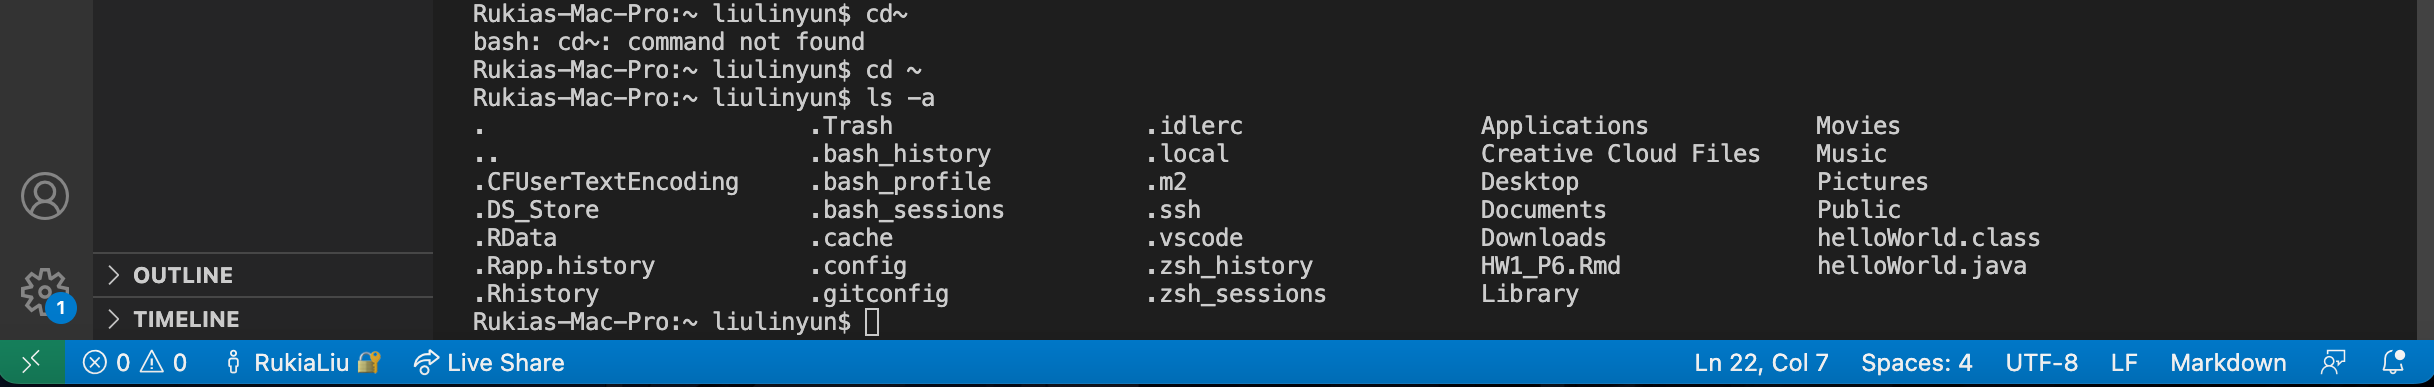 Rukias-Mac-Pro:~ liulinyun$ cd~
bash: cd~: command not found
Rukias-Mac-Pro:~ liulinyun$ cd ~
Rukias-Mac-Pro:~ liulinyun$ ls -a
. .Trash .idlerc Applications Movies
.. .bash_history .local Creative Cloud Files Music
.CFUserTextEncoding .bash_profile .m2 Desktop Pictures
.DS_Store .bash_sessions .ssh Documents Public
.RData .cache .vscode Downloads helloWorld.class
.Rapp.history .config .zsh_history HW1_P6.Rmd helloWorld.java
.Rhistory .gitconfig .zsh_sessions Library
Rukias-Mac-Pro:~ liulinyun$
OUTLINE
TIMELINE
1
0 0 RukiaLiu Live Share Ln 22, Col 7 Spaces: 4 UTF-8 LF Markdown